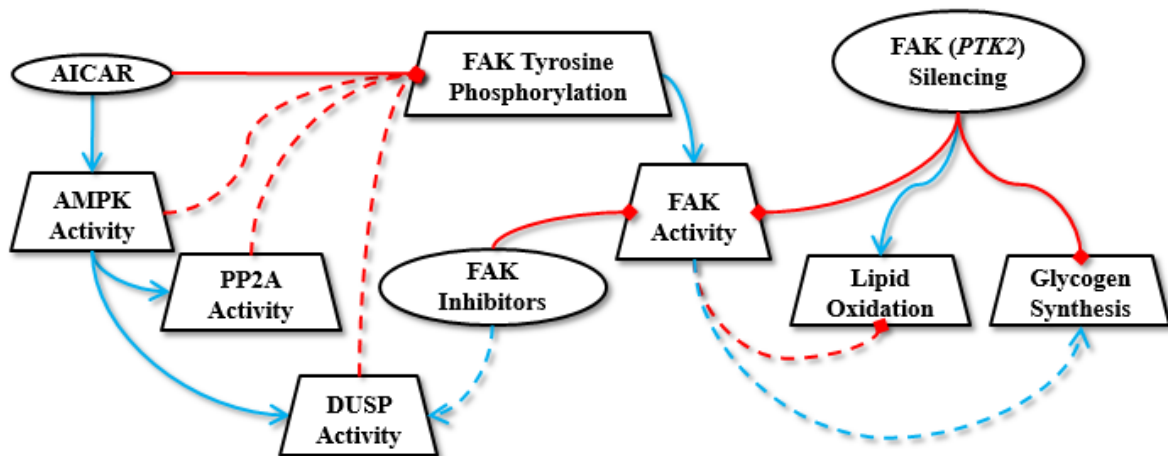 AICAR
FAK Tyrosine
Phosphorylation
FAK (PTK2)
Silencing
AMPK
Activity
PP2A
Activity
FAK
Inhibitors
FAK
Activity
Lipid
Oxidation
Glycogen
Synthesis
DUSP
Activity